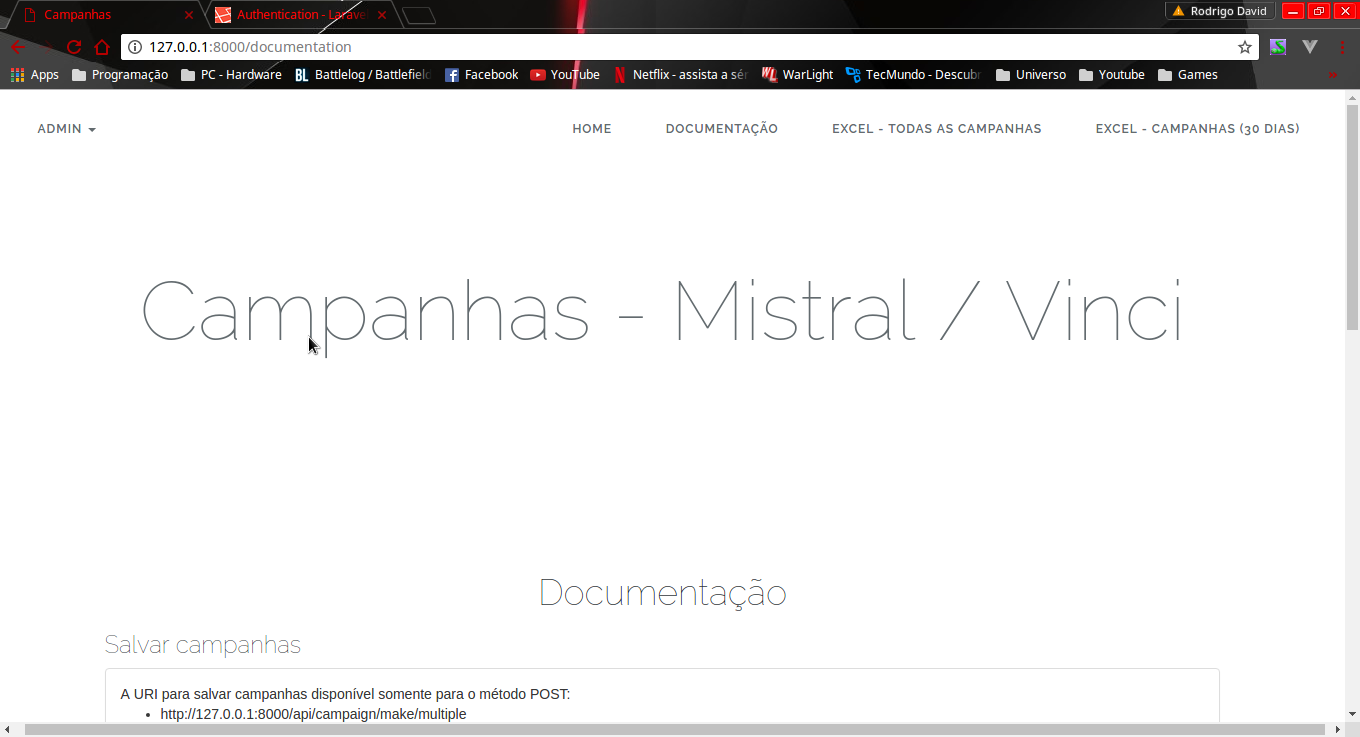 Campanhas
Authentication - Larave
Rodrigo David
127.0.0.1:8000/documentation
Apps Programação PC - Hardware BL Battlelog / Battlefield Facebook YouTube Netflix - assista a sér WL WarLight TecMundo - Descubr Universo Youtube Games
ADMIN HOME DOCUMENTAÇÃO EXCEL - TODAS AS CAMPANHAS EXCEL - CAMPANHAS (30 DIAS)
Campanhas - Mistral / Vinci
Documentação
Salvar campanhas
A URI para salvar campanhas disponível somente para o método POST:
• http://127.0.0.1:8000/api/campaign/make/multiple